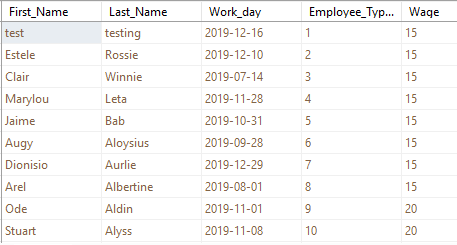 First_Name Last_Name Work_day Employee_Typ... Wage
test testing 2019-12-16 1 15
Estele Rossie 2019-12-10 2 15
Clair Winnie 2019-07-14 3 15
Marylou Leta 2019-11-28 4 15
Jaime Bab 2019-10-31 5 15
Augy Aloysius 2019-09-28 6 15
Dionisio Aurlie 2019-12-29 7 15
Arel Albertine 2019-08-01 8 15
Ode Aldin 2019-11-01 9 20
Stuart Alyss 2019-11-08 10 20